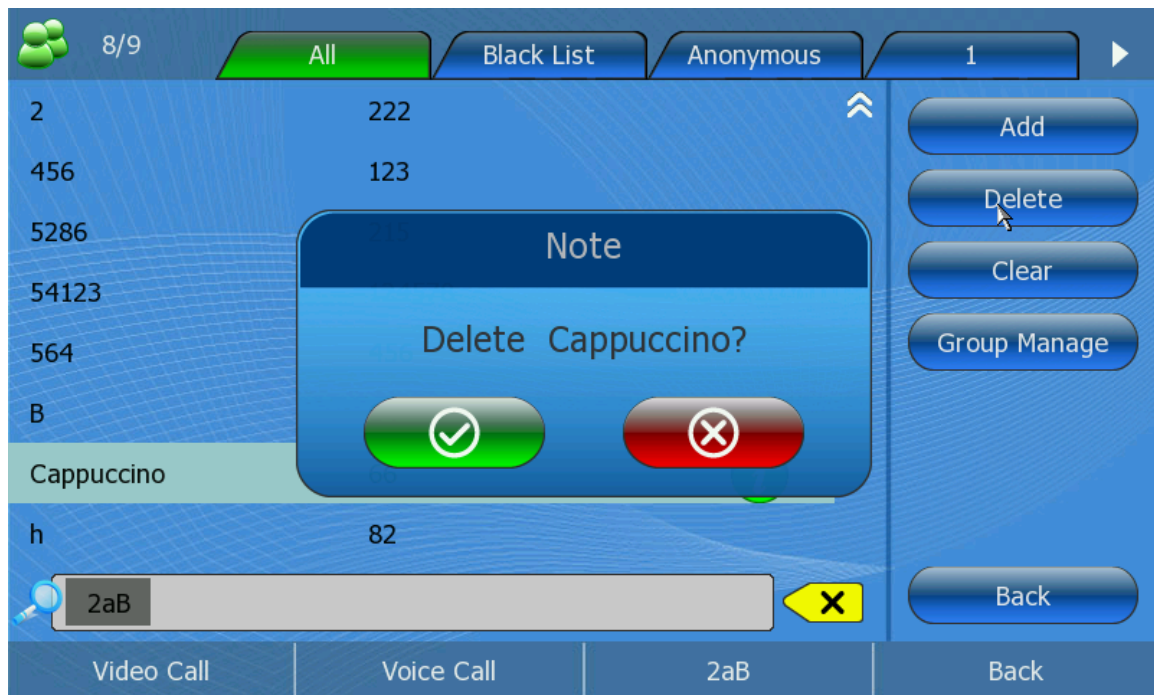 8/9
All
Black List
Anonymous
1
2 222
456 123
5286
54123
564
B
Cappuccino
h 82
Note
Delete Cappuccino?
Add
Delete
Clear
Group Manage
Back
2aB
Video Call
Voice Call
2aB
Back